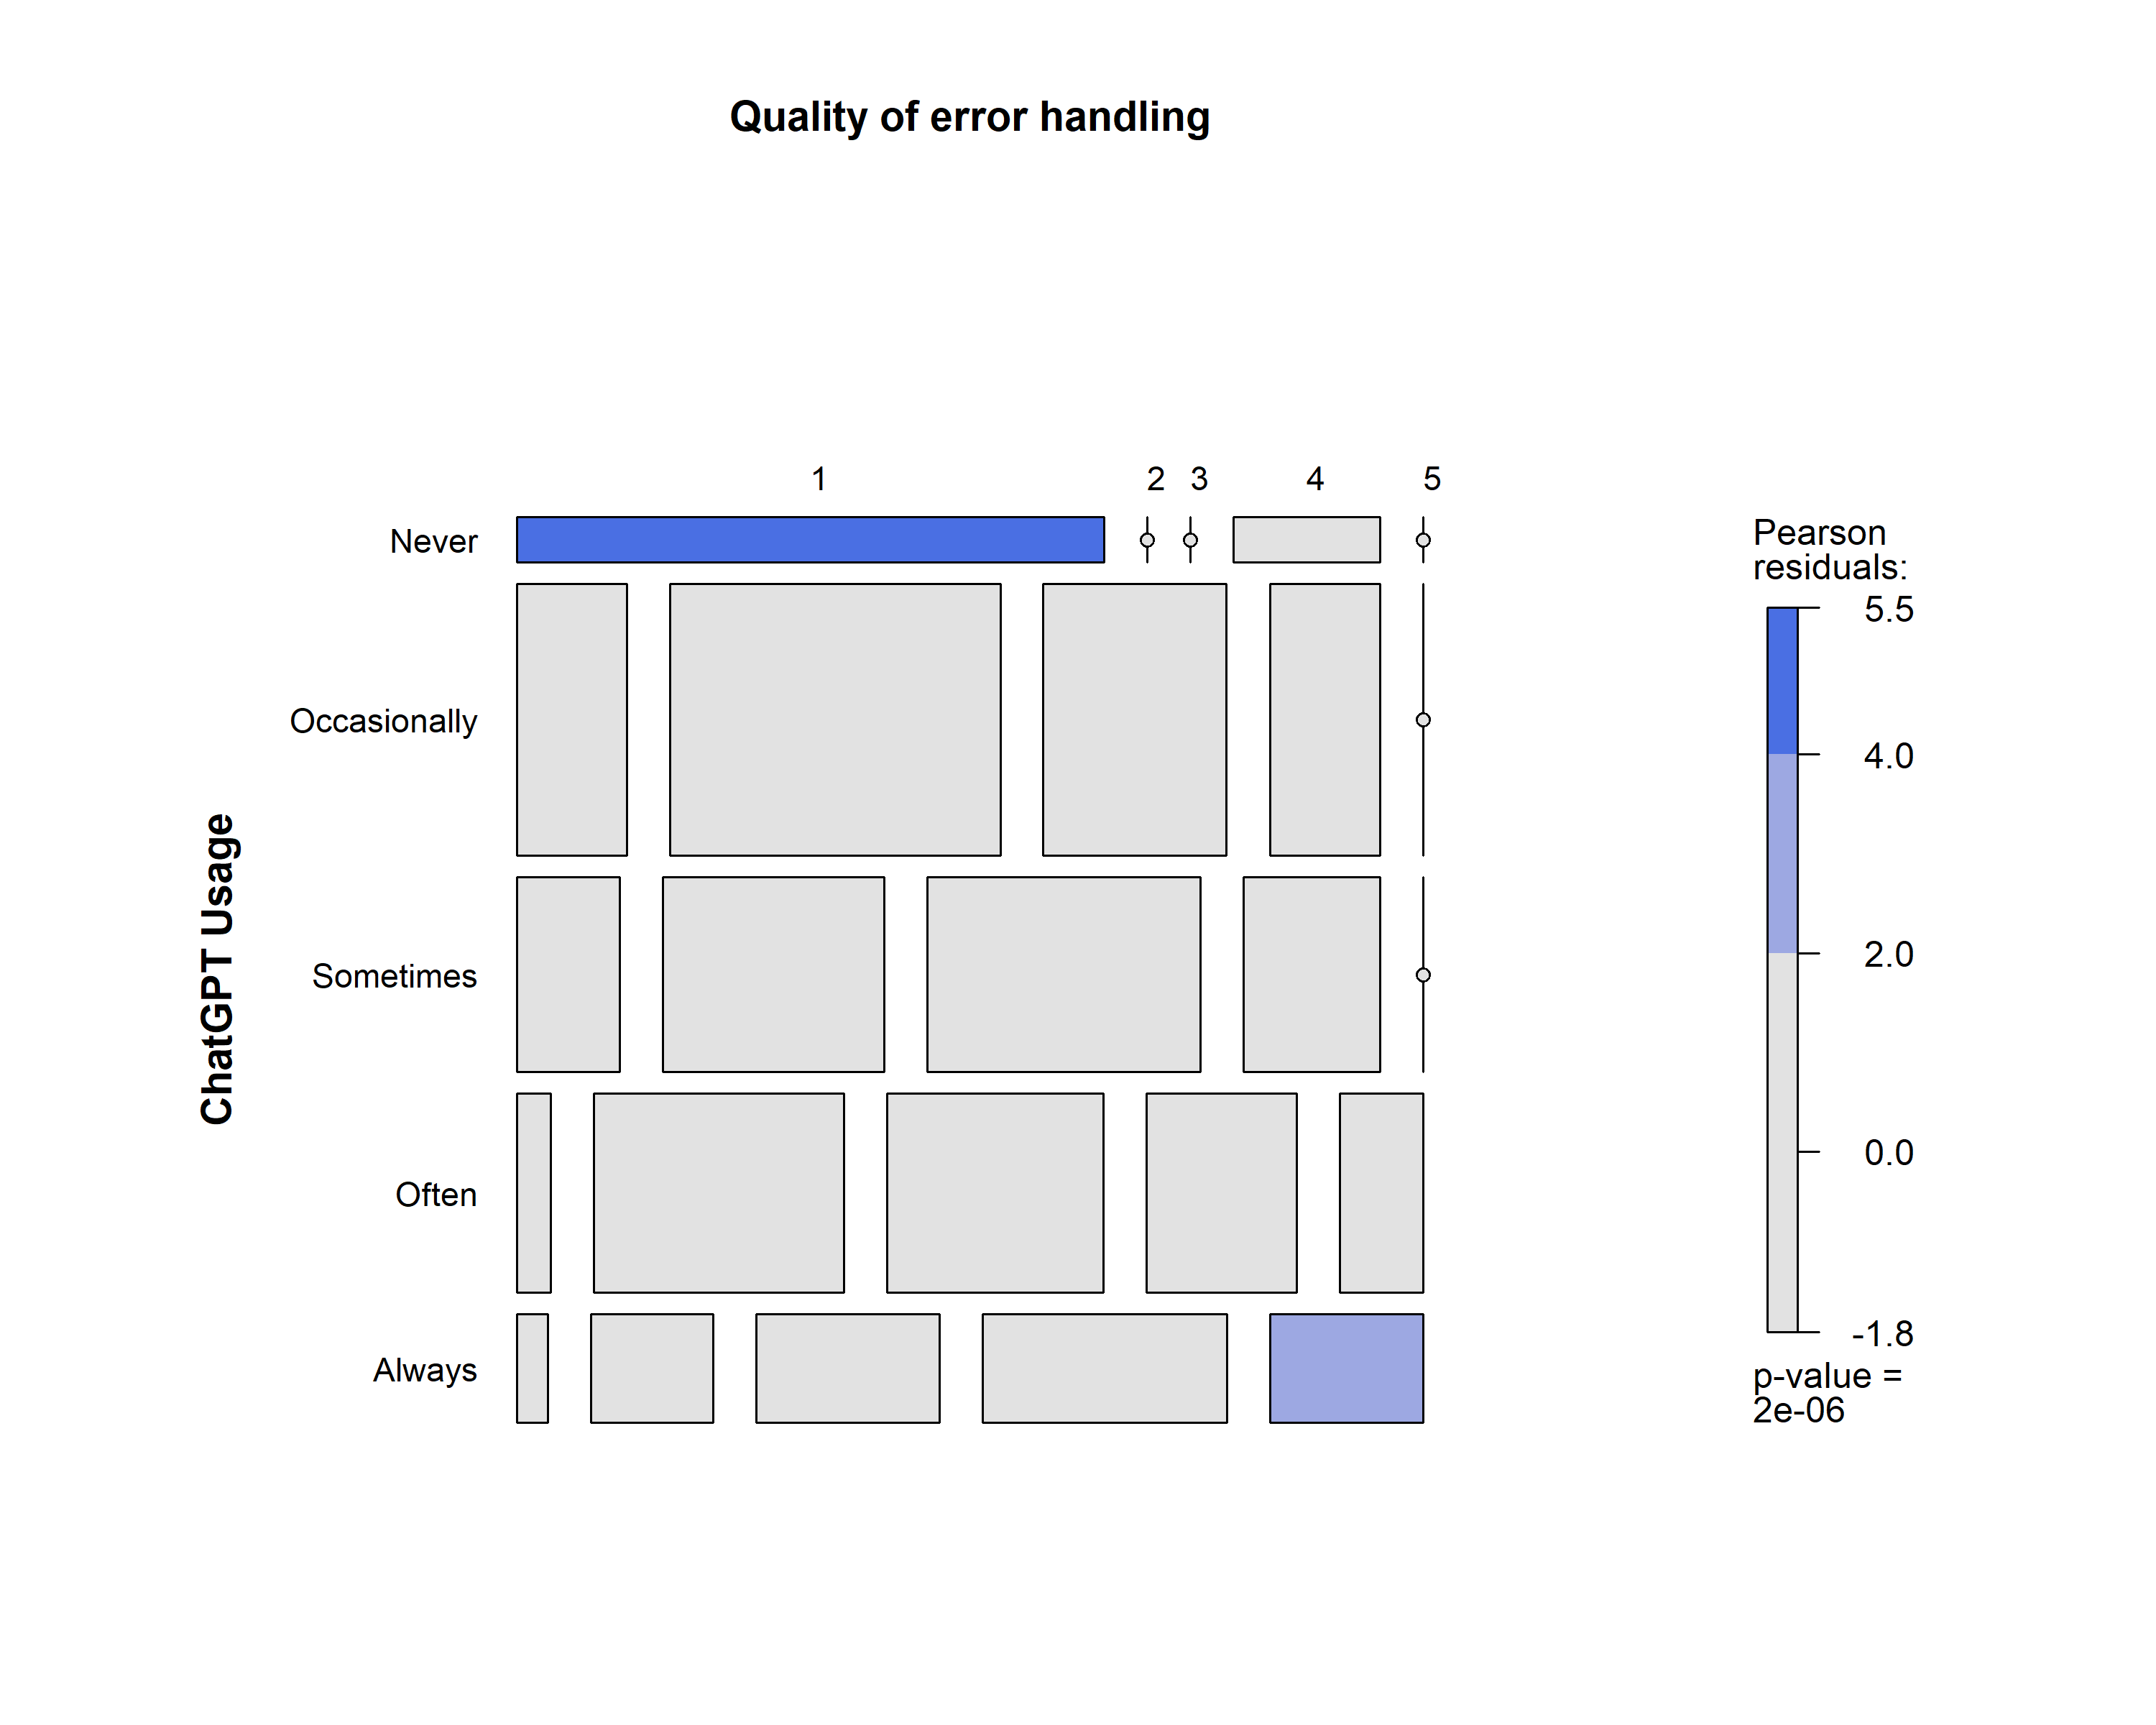 Quality of error handling
1 2 3 4 5
Never
Occasionally
Sometimes
Often
Always
ChatGPT Usage
Pearson
residuals:
5.5
4.0
2.0
0.0
-1.8
p-value =
2e-06